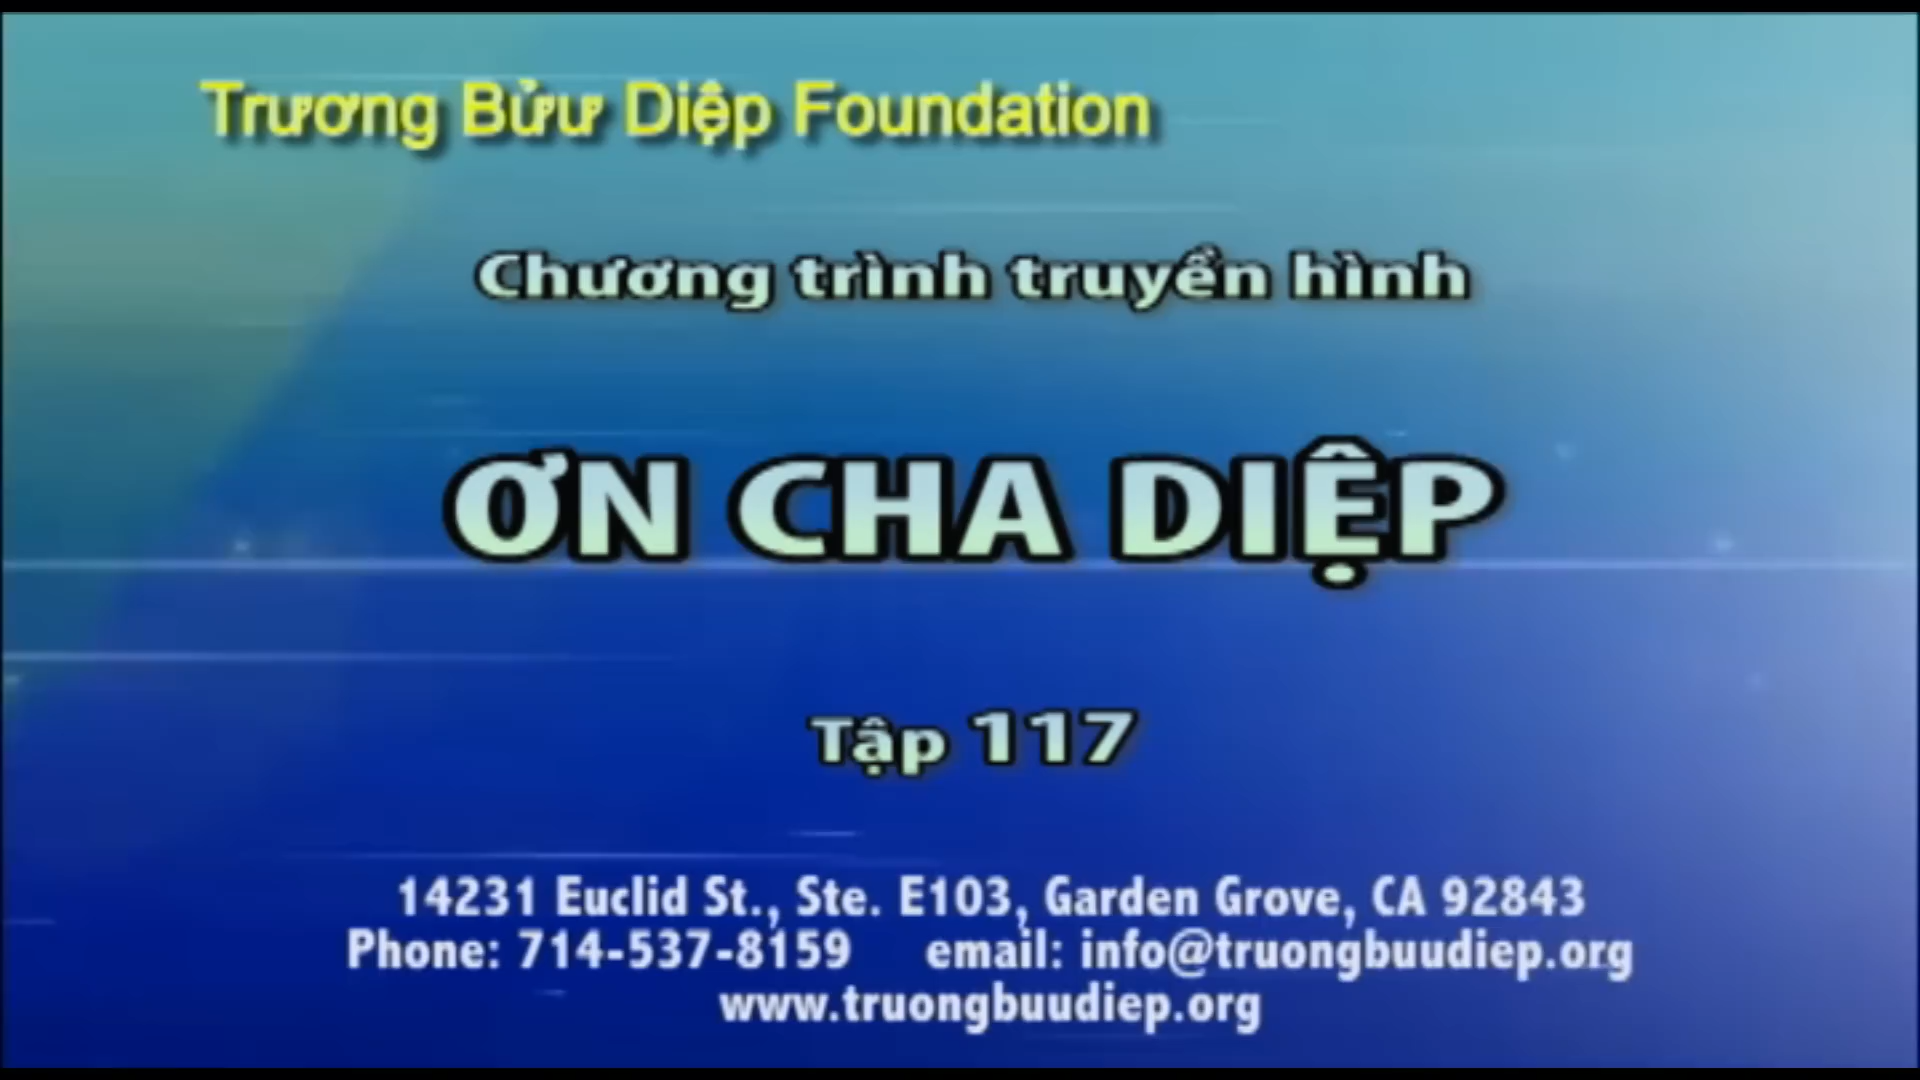 Trương Bửu Diệp Foundation
Chương trình truyền hình
ƠN CHA DIỆP
Tập 117
14231 Euclid St., Ste. E103, Garden Grove, CA 92843
Phone: 714-537-8159 email: info@truongbuudiep.org
www.truongbuudiep.org